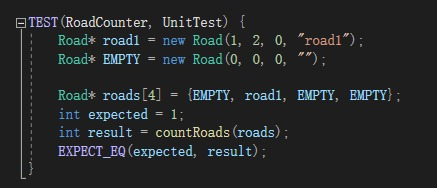 TEST(RoadCounter, UnitTest) {
Road* road1 = new Road(1, 2, 0, "road1");
Road* EMPTY = new Road(0, 0, 0, "");
Road* roads[4] = {EMPTY, road1, EMPTY, EMPTY};
int expected = 1;
int result = countRoads(roads);
EXPECT_EQ(expected, result);
}